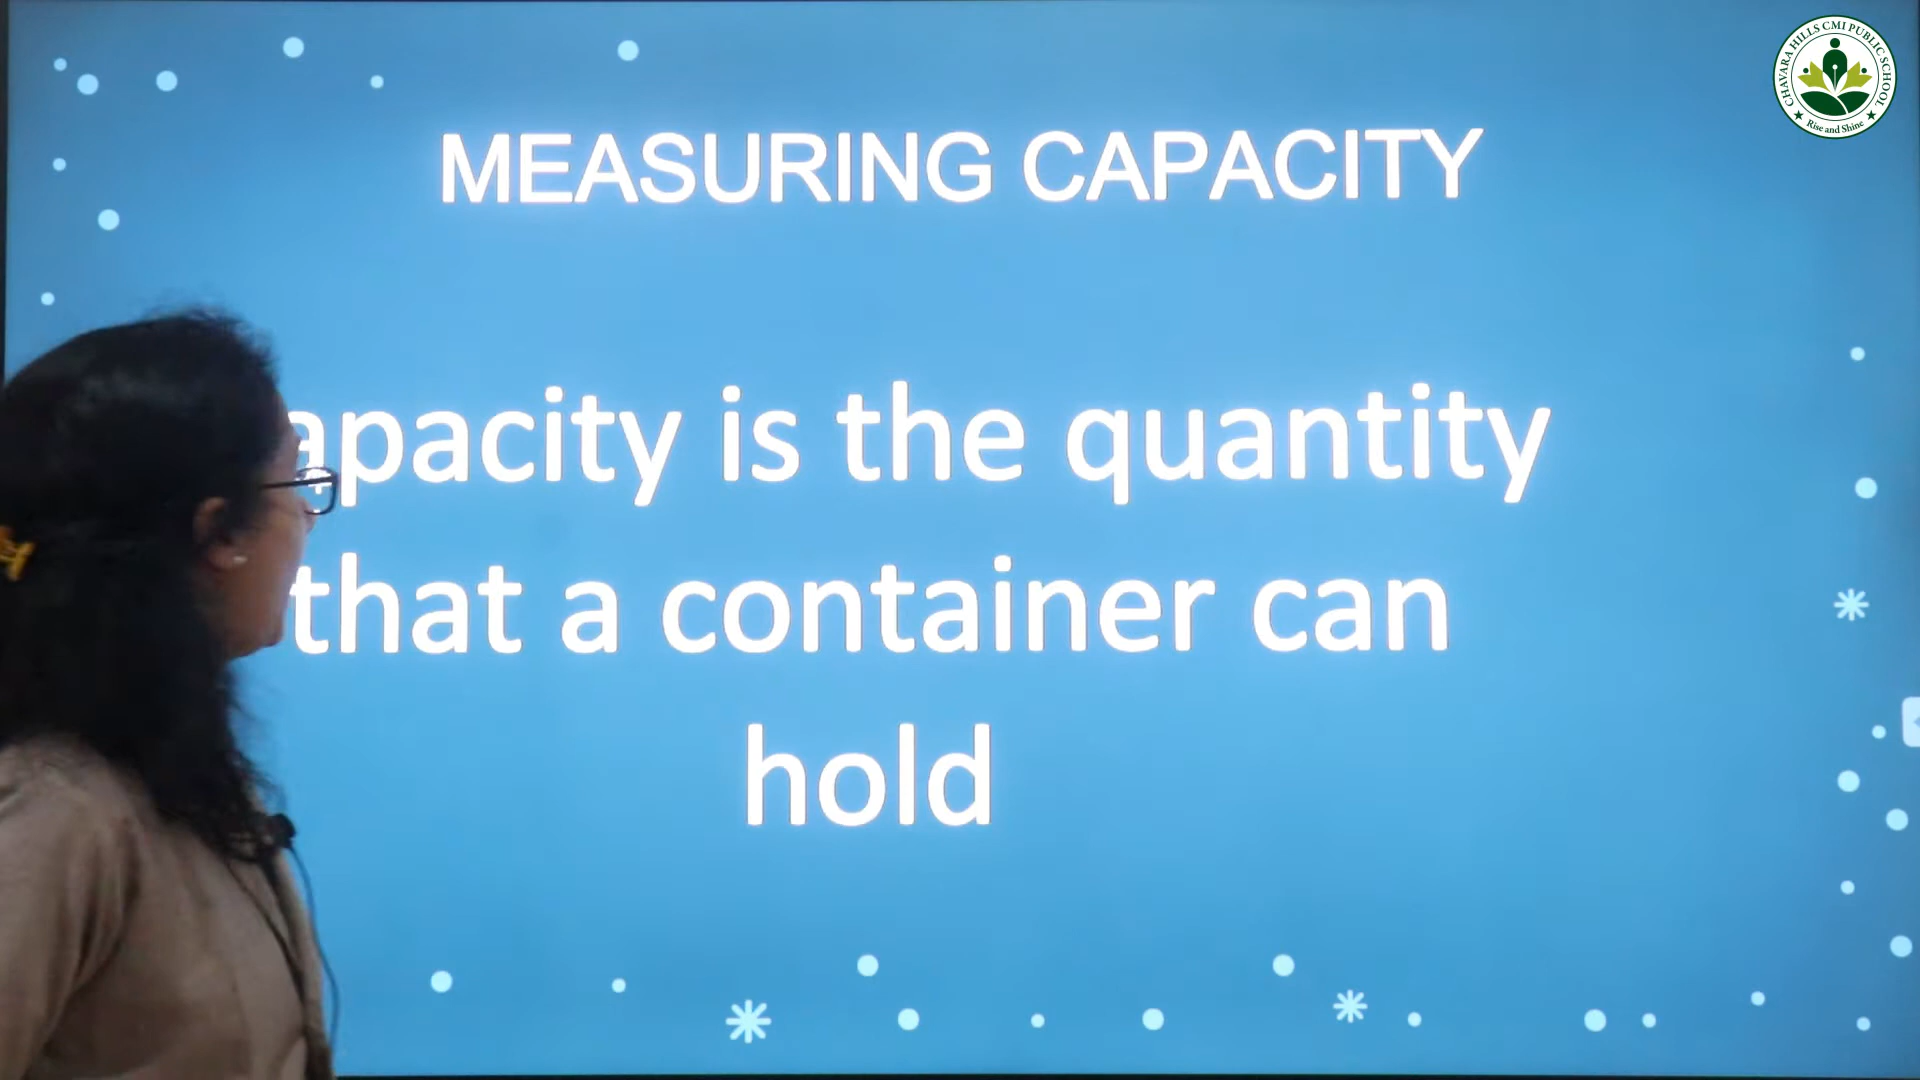 MEASURING CAPACITY
apacity is the quantity
that a container can
hold
CHAVARA HILLS CMI PUBLIC SCHOOL
Rise and Shine